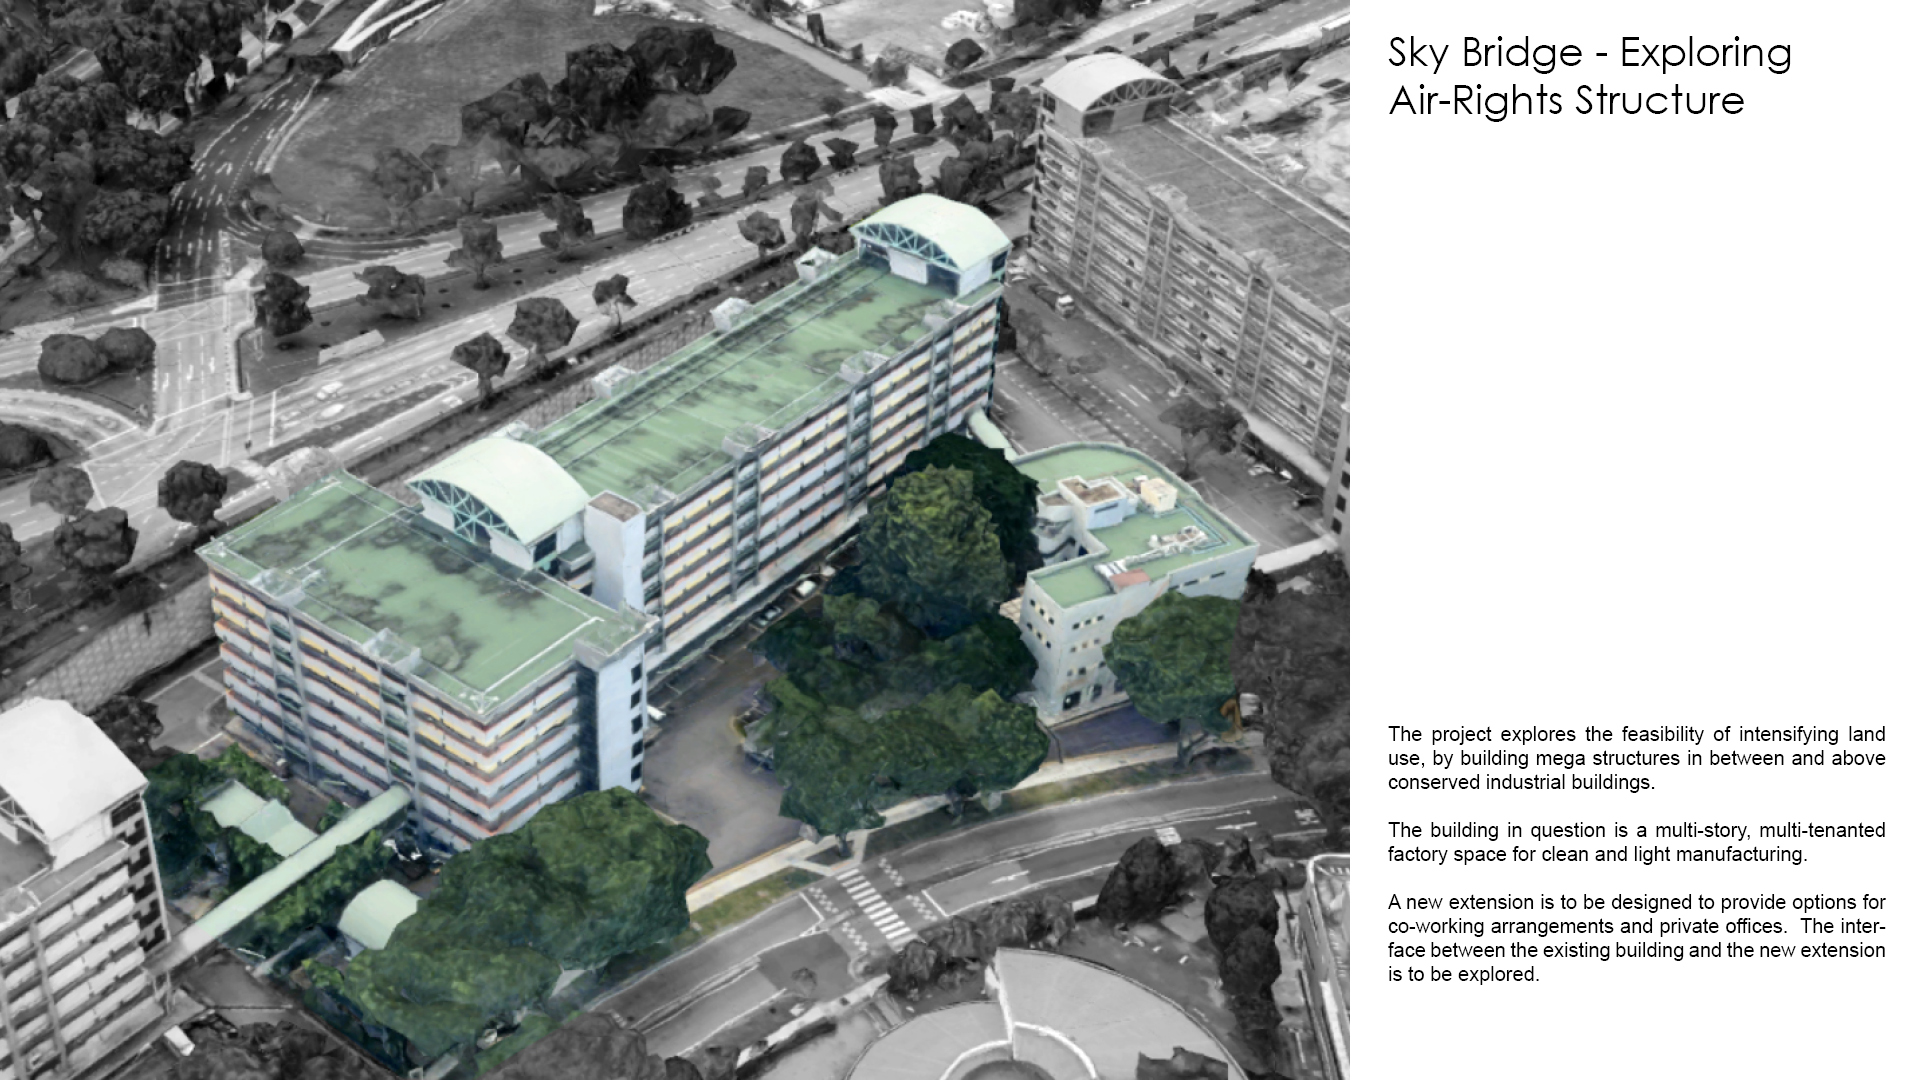 Sky Bridge - Exploring
Air-Rights Structure
The project explores the feasibility of intensifying land
use, by building mega structures in between and above
conserved industrial buildings.
The building in question is a multi-story, multi-tenanted
factory space for clean and light manufacturing.
A new extension is to be designed to provide options for
co-working arrangements and private offices.  The inter-
face between the existing building and the new extension
is to be explored.